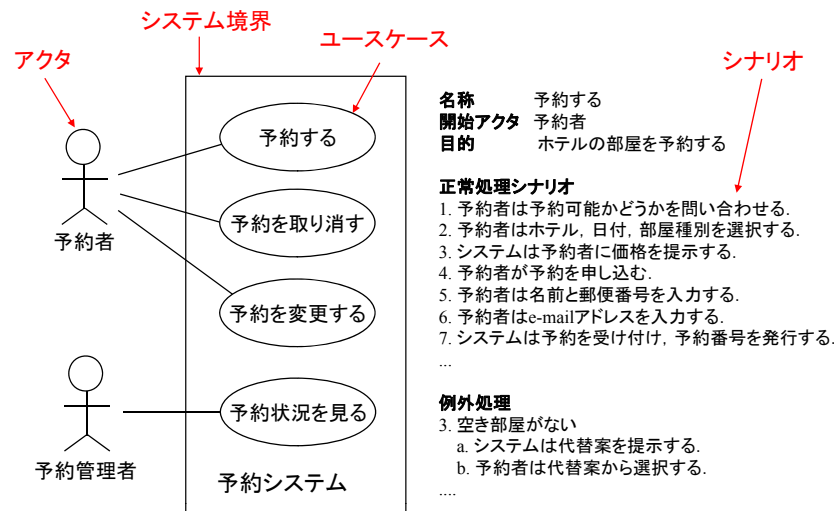 システム境界
ユースケース
アクタ
シナリオ
予約する
予約を取り消す
予約者
予約を変更する
予約状況を見る
予約管理者
予約システム
名称 予約する
開始アクタ 予約者
目的 ホテルの部屋を予約する
正常処理シナリオ
1. 予約者は予約可能かどうかを問い合わせる.
2. 予約者はホテル, 日付, 部屋種別を選択する.
3. システムは予約者に価格を提示する.
4. 予約者が予約を申し込む.
5. 予約者は名前と郵便番号を入力する.
6. 予約者はe-mailアドレスを入力する.
7. システムは予約を受け付け, 予約番号を発行する.
...
例外処理
3. 空き部屋がない
a. システムは代替案を提示する.
b. 予約者は代替案から選択する.
....